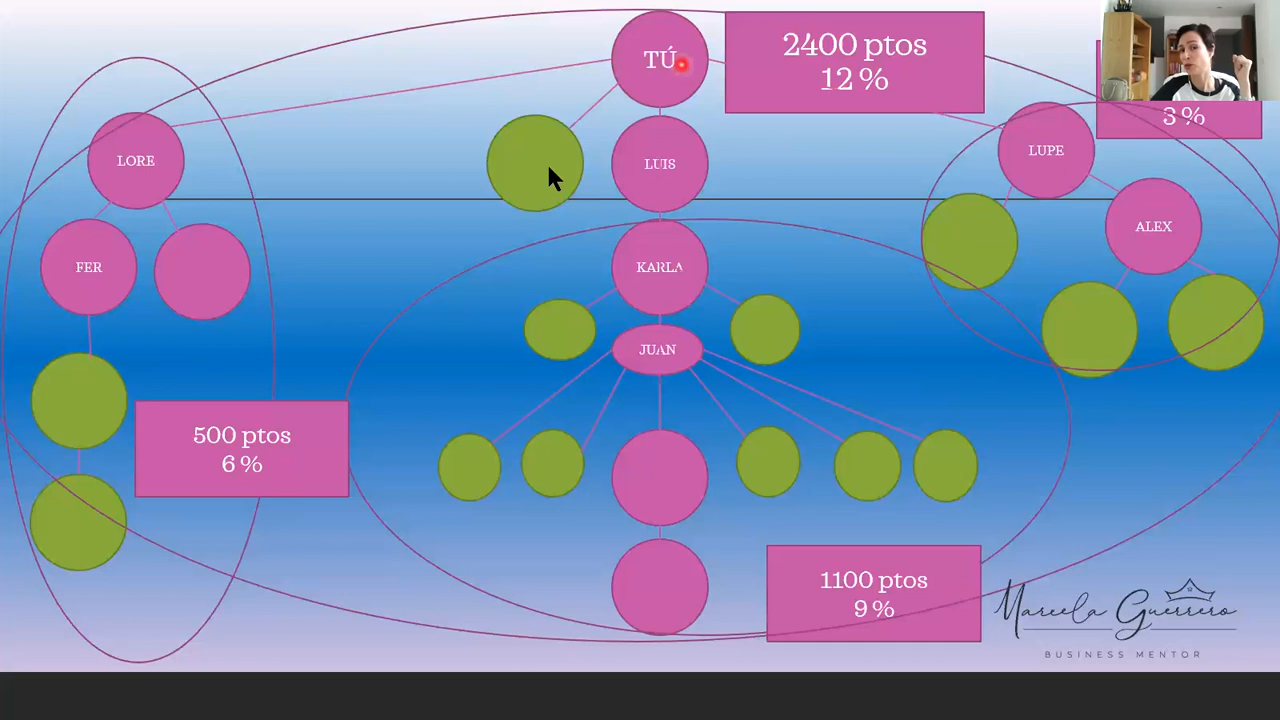 TÚ
2400 ptos
12 %
3 %
LORE
LUIS
LUPE
ALEX
FER
KARLA
JUAN
500 ptos
6 %
1100 ptos
9 %
Marcela Guerrero
BUSINESS MENTOR